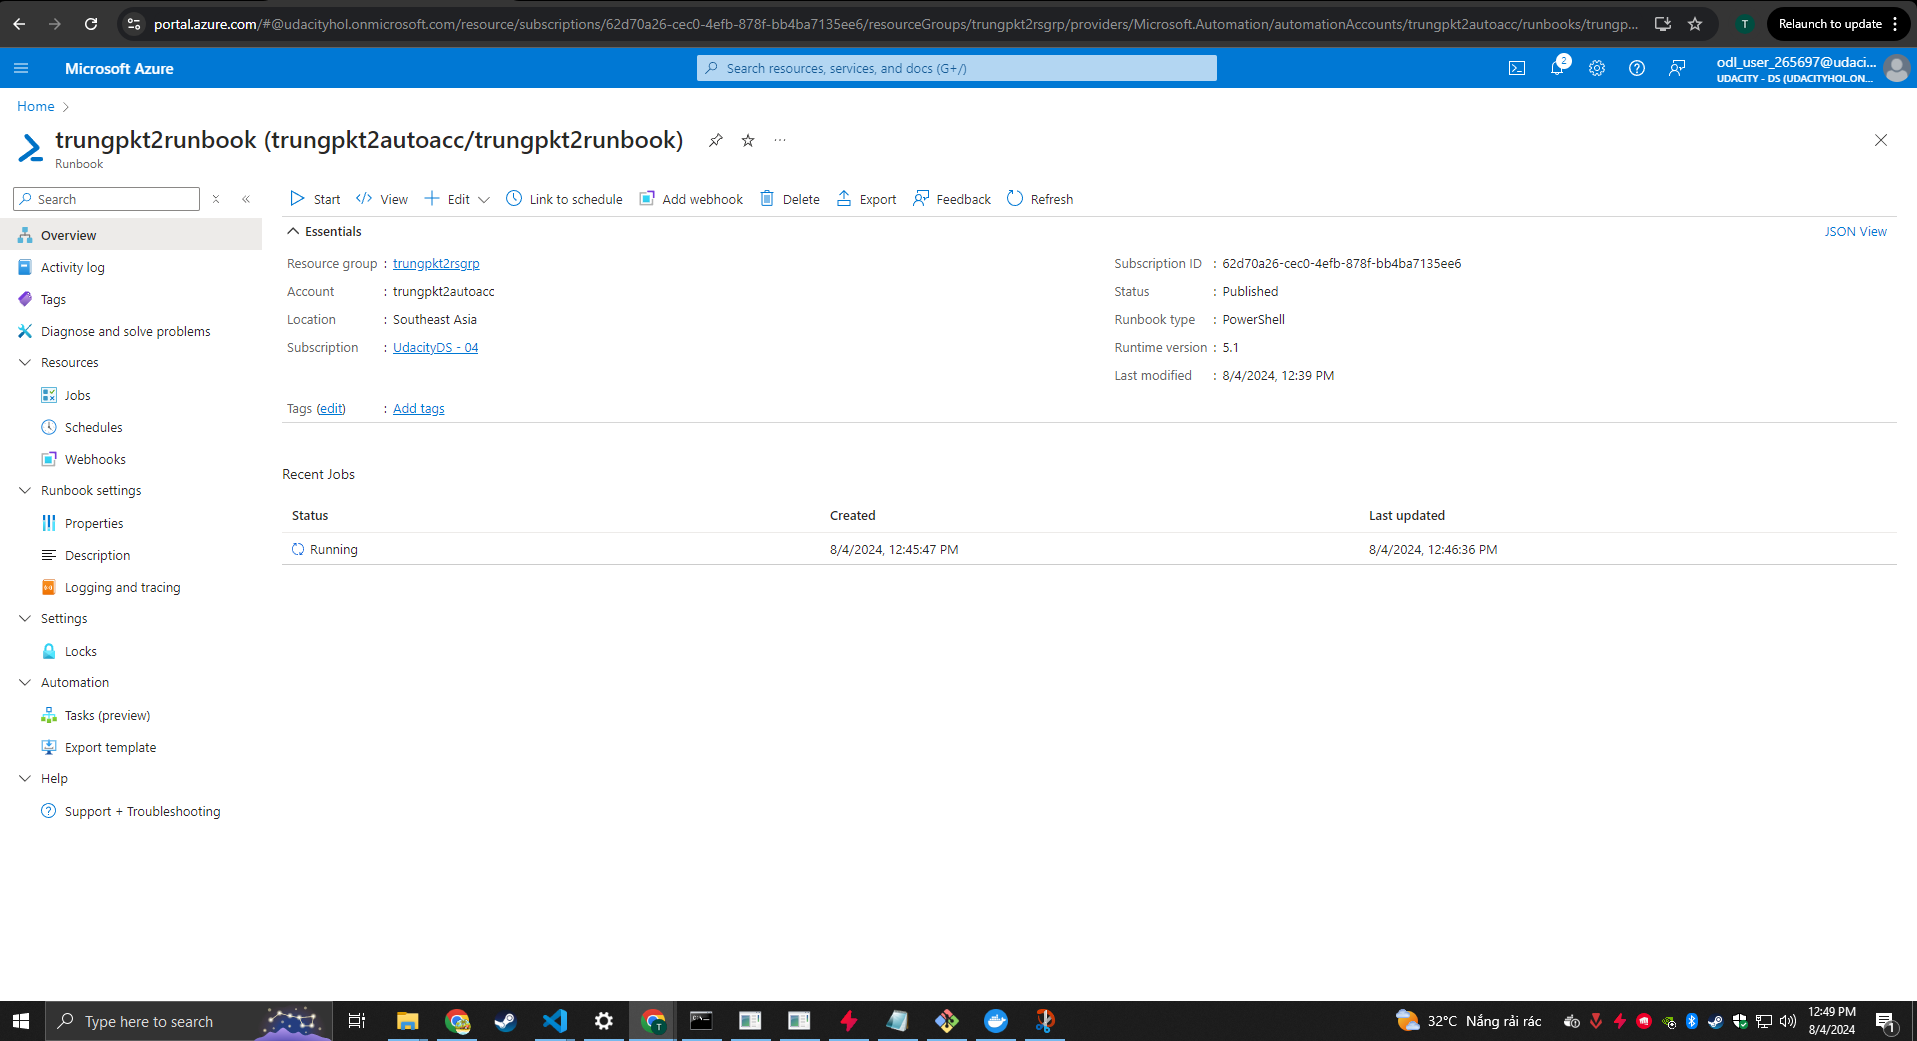 portal.azure.com/#@udacityhol.onmicrosoft.com/resource/subscriptions/62d70a26-cec0-4efb-878f-bb4ba7135ee6/resourceGroups/trungpkt2rsgrp/providers/Microsoft.Automation/automationAccounts/trungpkt2autoacc/runbooks/trungp...
T
Relaunch to update
Microsoft Azure
Search resources, services, and docs (G+/)
2
odl_user_265697@udaci...
UDACITY - DS (UDACITYHOL.ON...
Home
trungpkt2runbook (trungpkt2autoacc/trungpkt2runbook)
Runbook
Search
Start
View
Edit
Link to schedule
Add webhook
Delete
Export
Feedback
Refresh
Overview
Activity log
Tags
Diagnose and solve problems
Resources
Jobs
Schedules
Webhooks
Runbook settings
Properties
Description
Logging and tracing
Settings
Locks
Automation
Tasks (preview)
Export template
Help
Support + Troubleshooting
Essentials
JSON View
Resource group : trungpkt2rsgrp
Account : trungpkt2autoacc
Location : Southeast Asia
Subscription : UdacityDS - 04
Subscription ID : 62d70a26-cec0-4efb-878f-bb4ba7135ee6
Status : Published
Runbook type : PowerShell
Runtime version : 5.1
Last modified : 8/4/2024, 12:39 PM
Tags (edit) : Add tags
Recent Jobs
Status Created Last updated
Running 8/4/2024, 12:45:47 PM 8/4/2024, 12:46:36 PM
Type here to search
T
32°C Nắng rải rác
12:49 PM
8/4/2024
1